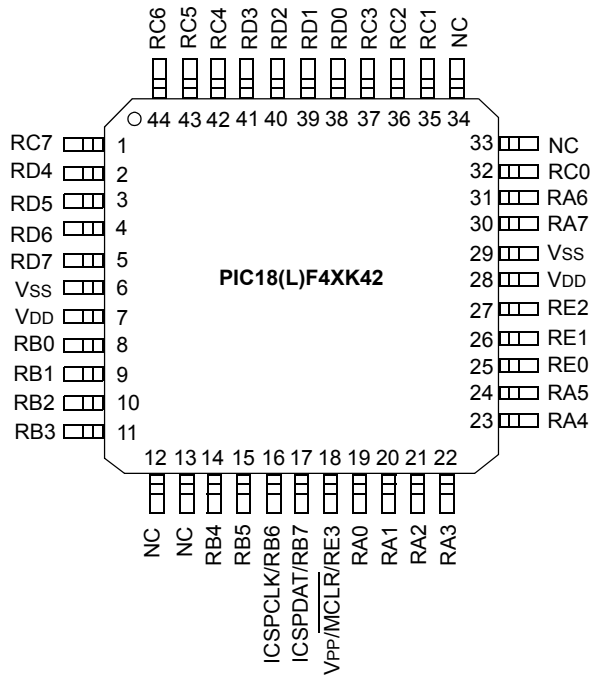 RC6 RC5 RC4 RD3 RD2 RD1 RD0 RC3 RC2 RC1 NC
44 43 42 41 40 39 38 37 36 35 34
RC7 1
RD4 2
RD5 3
RD6 4
RD7 5
VSS 6
VDD 7
RB0 8
RB1 9
RB2 10
RB3 11
PIC18(L)F4XK42
33 NC
32 RC0
31 RA6
30 RA7
29 VSS
28 VDD
27 RE2
26 RE1
25 RE0
24 RA5
23 RA4
12 13 14 15 16 17 18 19 20 21 22
NC NC RB4 RB5 ICSPCLK/RB6 ICSPDAT/RB7 VPP/MCLR/RE3 RA0 RA1 RA2 RA3